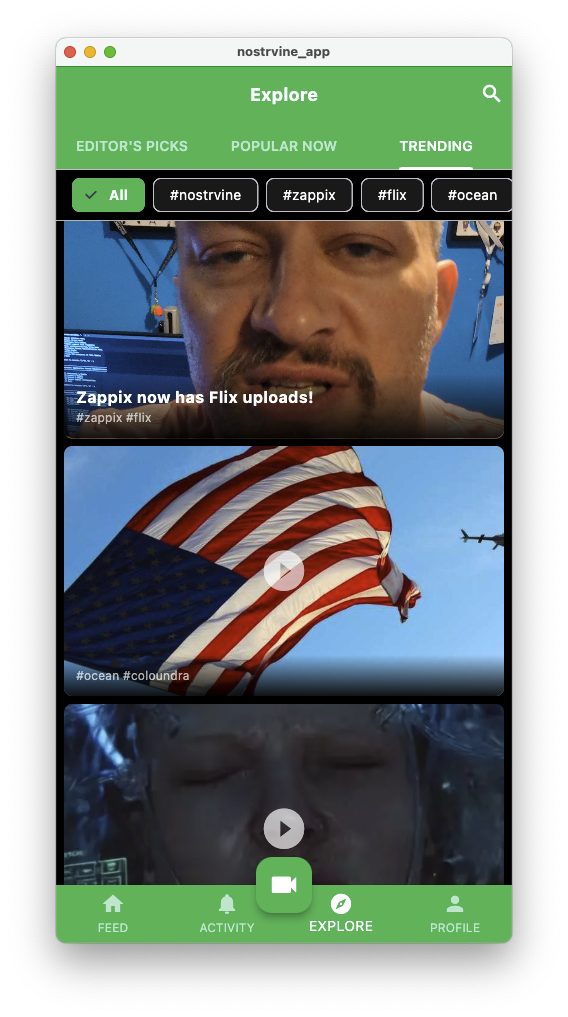 nostrvine_app
Explore
EDITOR'S PICKS POPULAR NOW TRENDING
All #nostrvine #zappix #flix #ocean
Zappix now has Flix uploads!
#zappix #flix
#ocean #coloundra
FEED ACTIVITY EXPLORE PROFILE